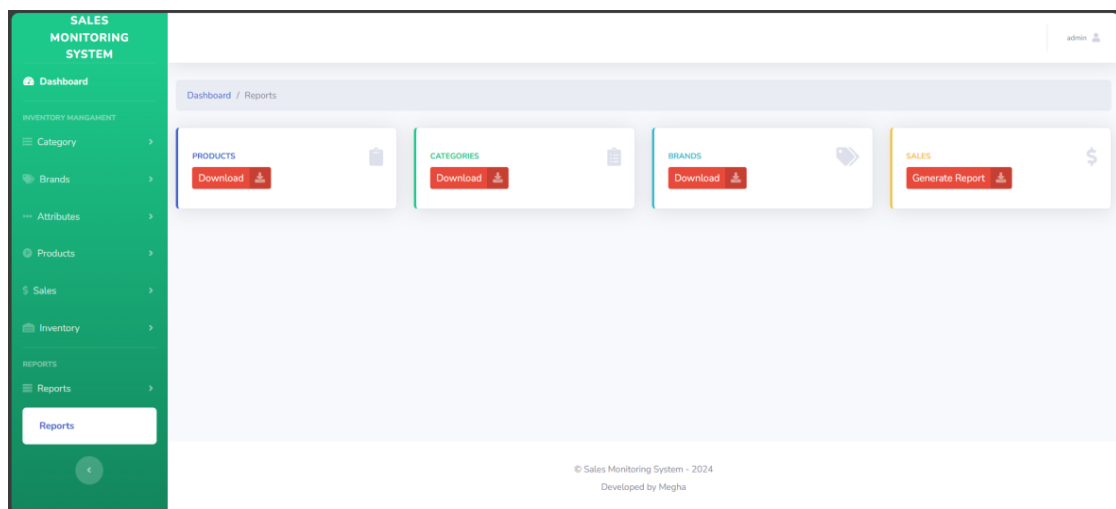 SALES
MONITORING
SYSTEM
admin
Dashboard
Dashboard / Reports
INVENTORY MANGAMENT
Category
Brands
Attributes
Products
Sales
Inventory
REPORTS
Reports
Reports
PRODUCTS
Download
CATEGORIES
Download
BRANDS
Download
SALES
Generate Report
© Sales Monitoring System - 2024
Developed by Megha